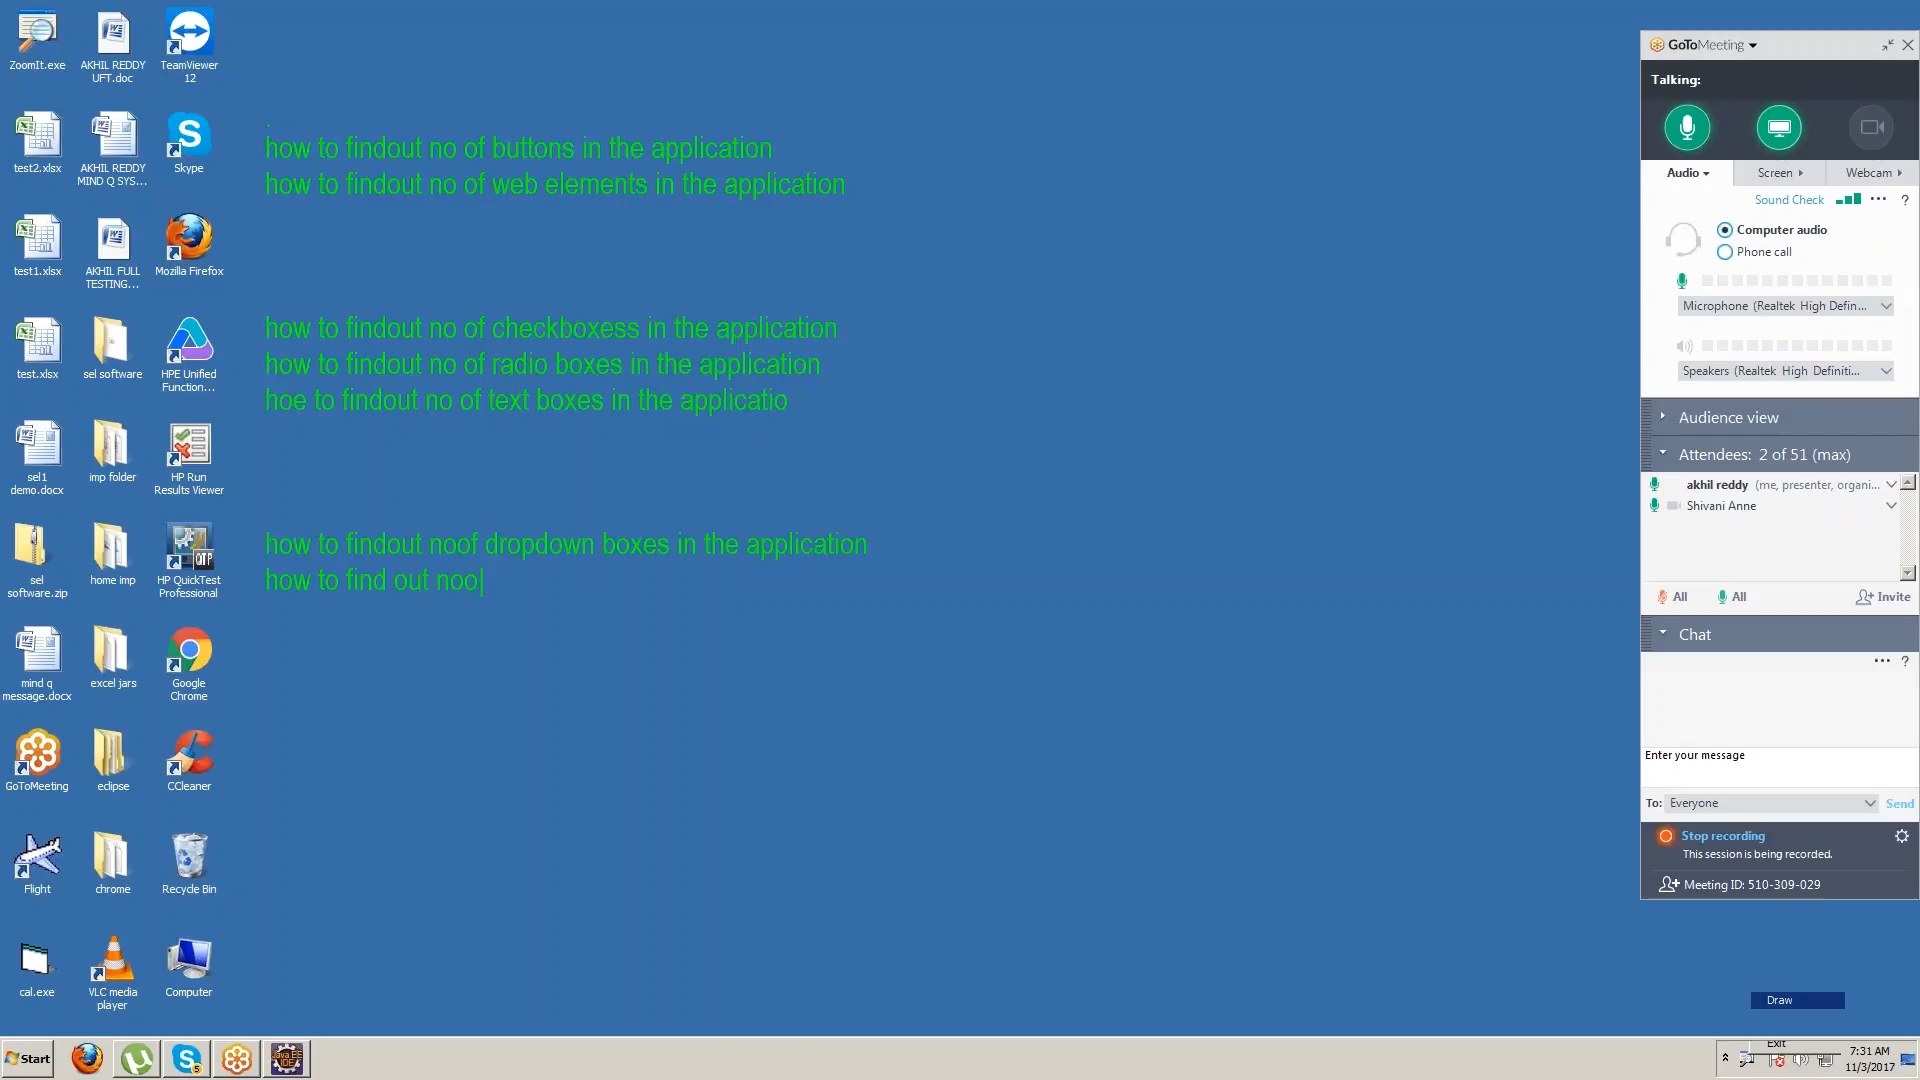 ZoomIt.exe
AKHIL REDDY
UFT.doc
TeamViewer
12
test2.xlsx
AKHIL REDDY
MIND Q SYS...
Skype
test1.xlsx
AKHIL FULL
TESTING...
Mozilla Firefox
test.xlsx
sel software
HPE Unified
Function...
sel1
demo.docx
imp folder
HP Run
Results Viewer
sel
software.zip
home imp
HP QuickTest
Professional
mind q
message.docx
excel jars
Google
Chrome
GoToMeeting
eclipse
CCleaner
Flight
chrome
Recycle Bin
cal.exe
VLC media
player
Computer
how to findout no of buttons in the application
how to findout no of web elements in the application
how to findout no of checkboxess in the application
how to findout no of radio boxes in the application
hoe to findout no of text boxes in the applicatio
how to findout noof dropdown boxes in the application
how to find out noo
GoToMeeting
Talking:
Audio
Screen
Webcam
Sound Check
... ?
Computer audio
Phone call
Microphone (Realtek High Defin...
Speakers (Realtek High Definiti...
Audience view
Attendees: 2 of 51 (max)
akhil reddy (me, presenter, organi...
Shivani Anne
All
All
Invite
Chat
... ?
Enter your message
To: Everyone
Send
Stop recording
This session is being recorded.
Meeting ID: 510-309-029
Draw
Exit
Start
QTP
Java EE
IDE
5
7:31 AM
11/3/2017